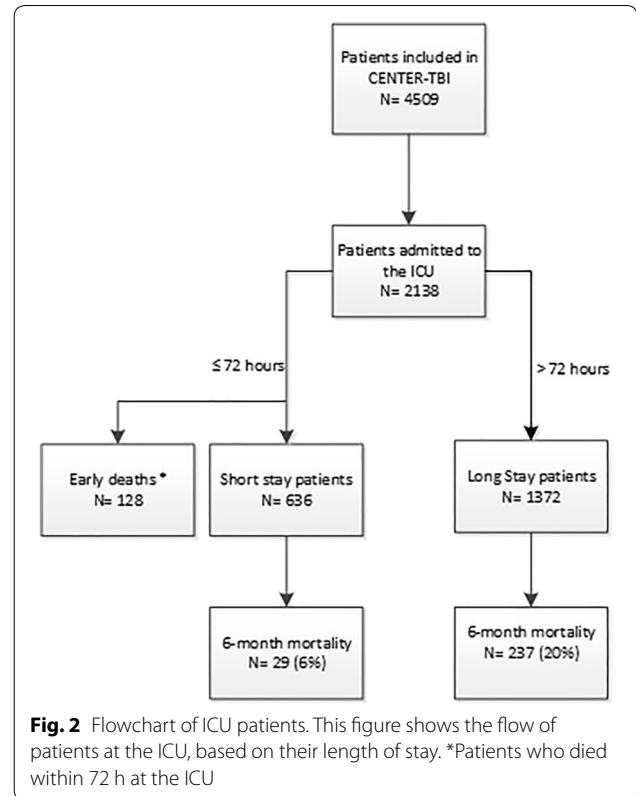 Patients included in
CENTER-TBI
N= 4509
Patients admitted to
the ICU
N= 2138
≤72 hours
>72 hours
Early deaths *
N= 128
Short stay patients
N= 636
Long Stay patients
N= 1372
6-month mortality
N= 29 (6%)
6-month mortality
N= 237 (20%)
Fig. 2 Flowchart of ICU patients. This figure shows the flow of
patients at the ICU, based on their length of stay. *Patients who died
within 72 h at the ICU